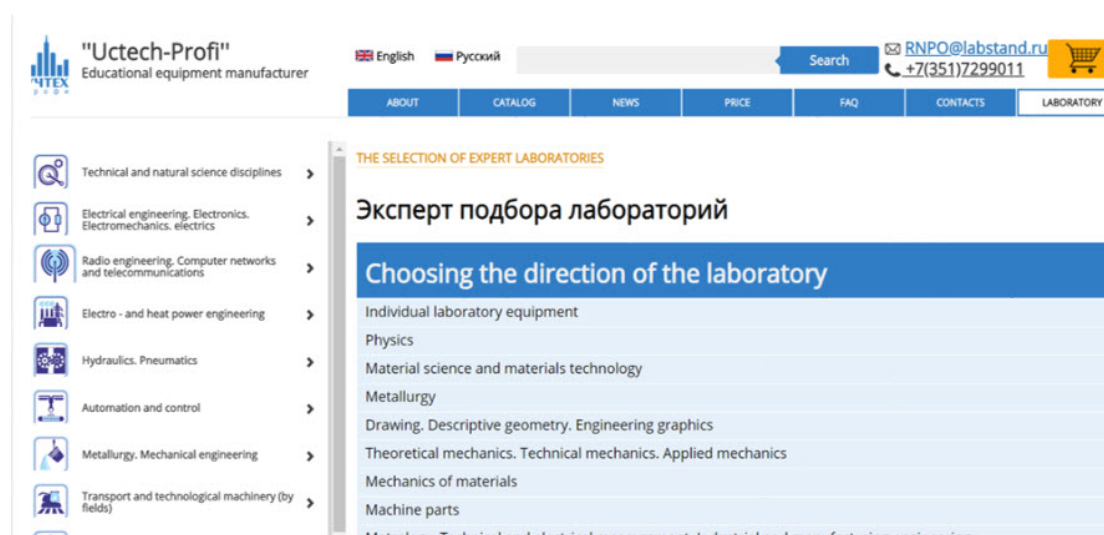 "Uctech-Profi"
Educational equipment manufacturer
ЧТЕХ
English
Русский
Search
RNPO@labstand.ru
+7(351)7299011
ABOUT
CATALOG
NEWS
PRICE
FAQ
CONTACTS
LABORATORY
Technical and natural science disciplines
Electrical engineering. Electronics.
Electromechanics. electrics
Radio engineering. Computer networks
and telecommunications
Electro - and heat power engineering
Hydraulics. Pneumatics
Automation and control
Metallurgy. Mechanical engineering
Transport and technological machinery (by
fields)
THE SELECTION OF EXPERT LABORATORIES
Эксперт подбора лабораторий
Choosing the direction of the laboratory
Individual laboratory equipment
Physics
Material science and materials technology
Metallurgy
Drawing. Descriptive geometry. Engineering graphics
Theoretical mechanics. Technical mechanics. Applied mechanics
Mechanics of materials
Machine parts